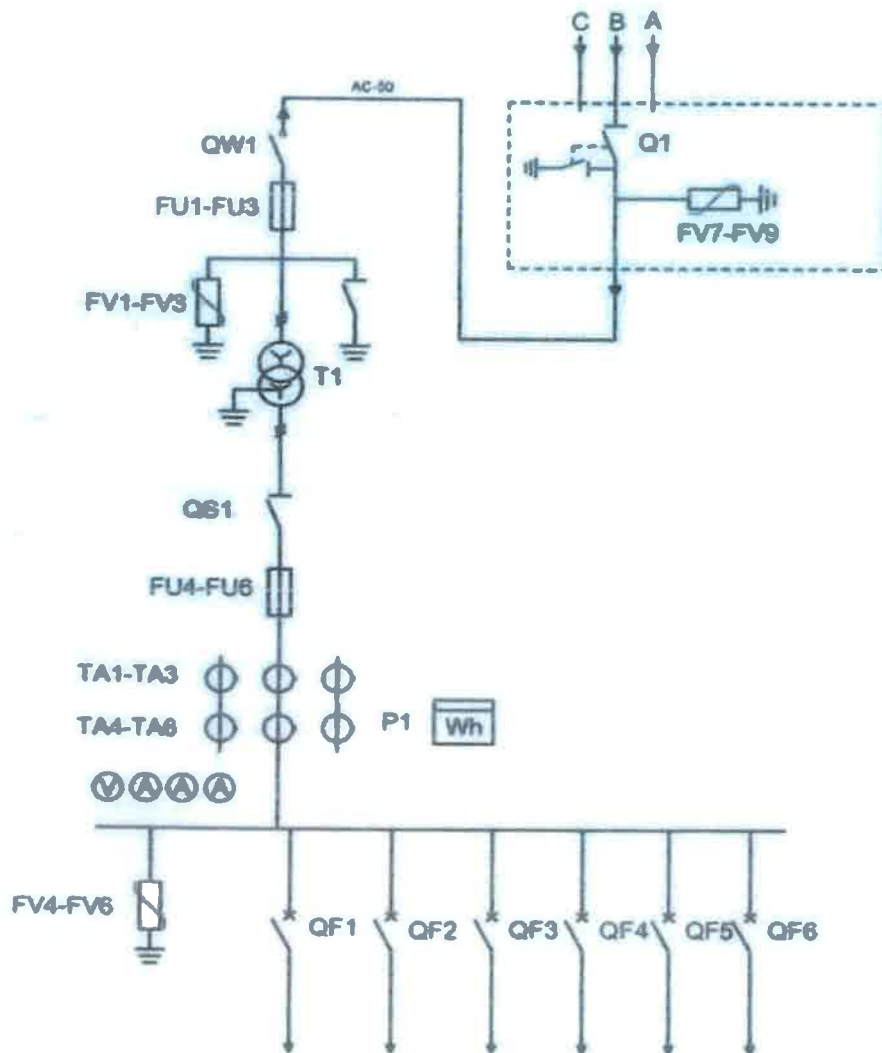 C B A
AC-50
QW1
Q1
FU1-FU3
FV7-FV9
FV1-FV3
T1
QS1
FU4-FU6
TA1-TA3
TA4-TA6
P1
Wh
V A A A
FV4-FV6
QF1 QF2 QF3 QF4 QF5 QF6